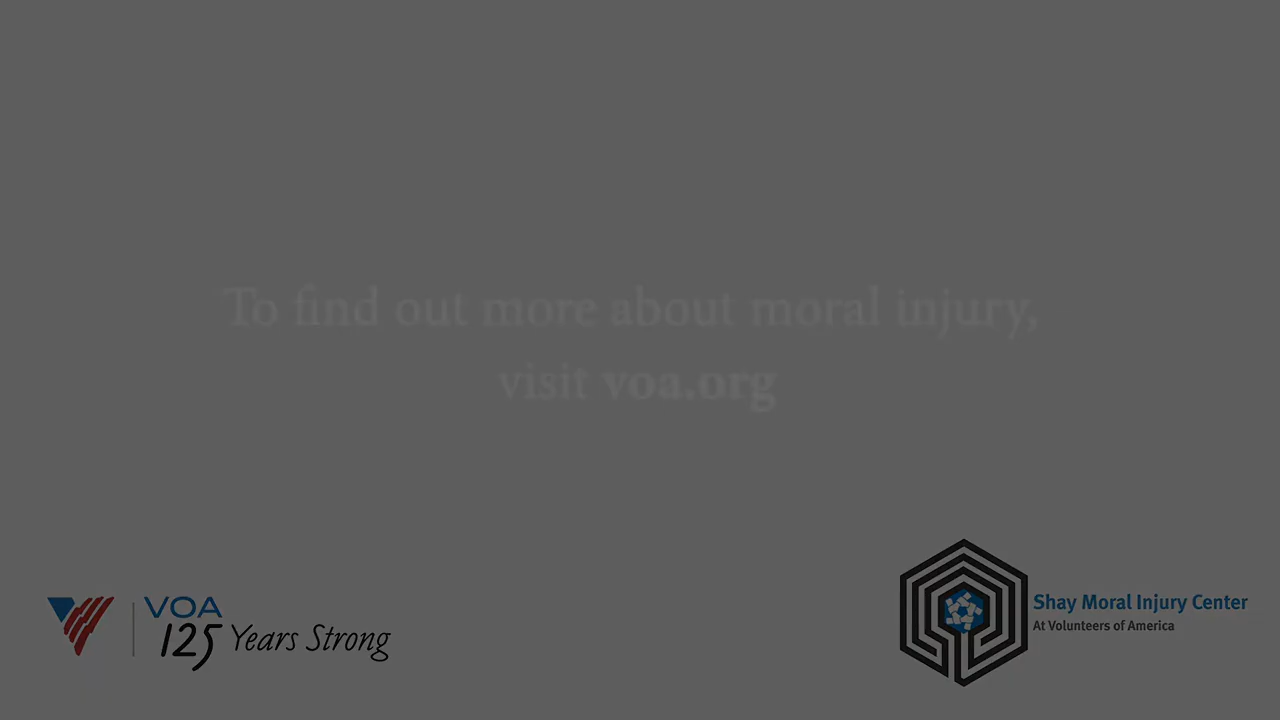 To find out more about moral injury,
visit voa.org
VOA
125 Years Strong
Shay Moral Injury Center
At Volunteers of America